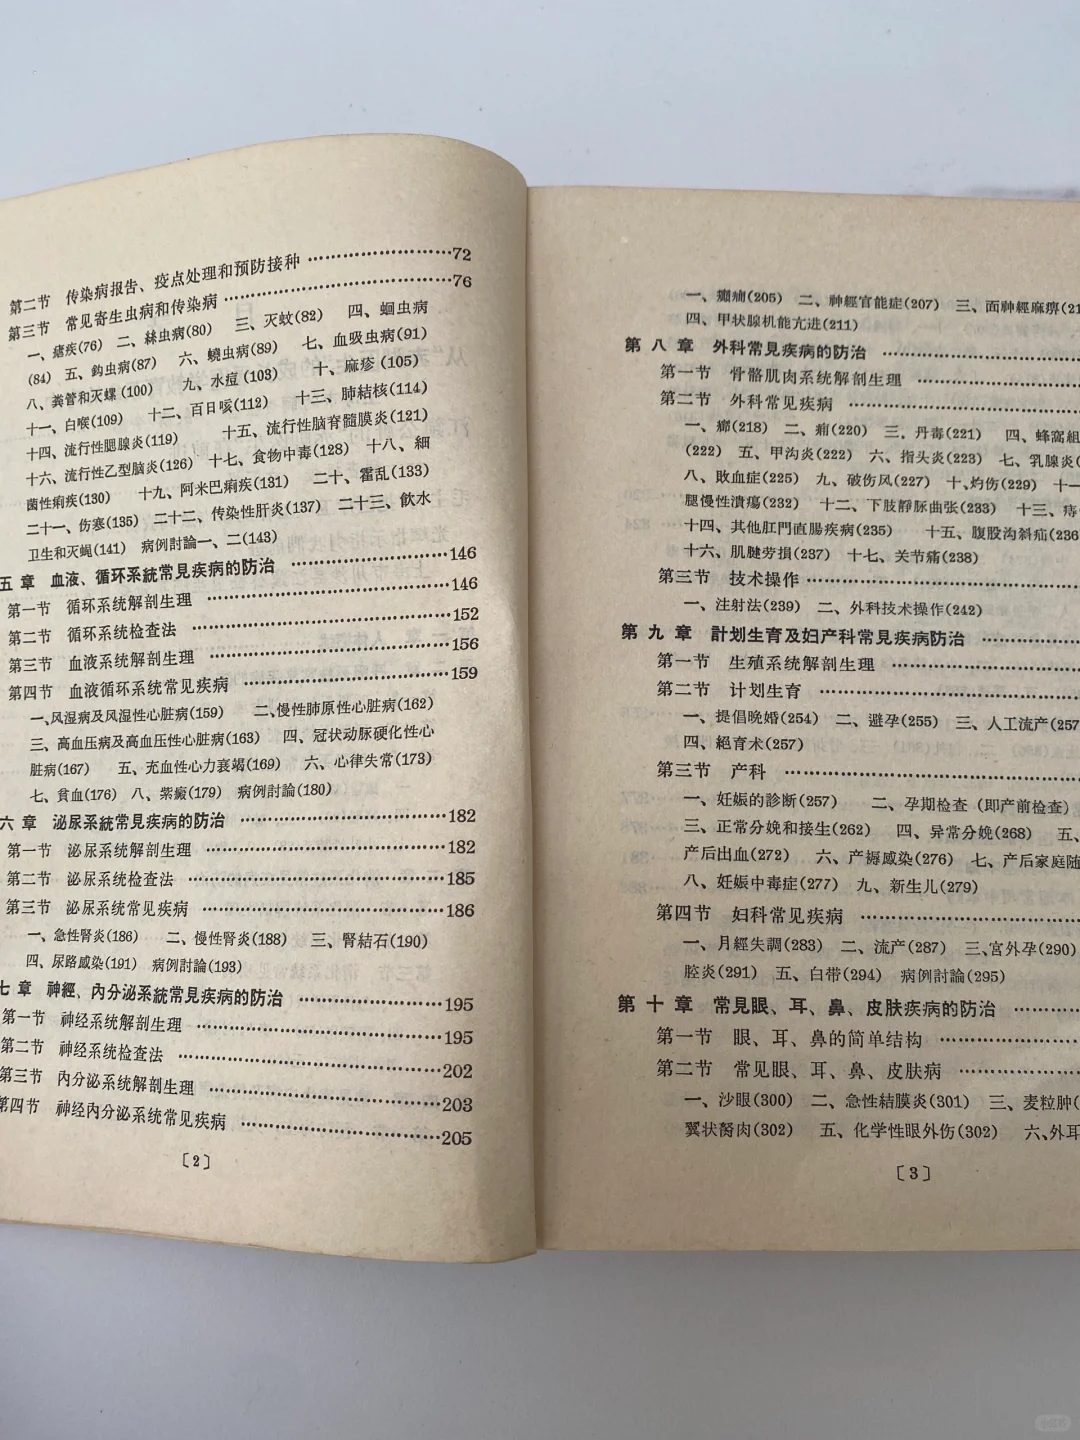 第二节 传染病报告、疫点处理和预防接种 ……………72
第三节 常见寄生虫病和传染病 ……………………76
一、瘧疾(76) 二、絲虫病(80) 三、灭蚊(82) 四、蛔虫病
(84) 五、鈎虫病(87) 六、蟯虫病(89) 七、血吸虫病(91)
八、粪管和灭螺(100) 九、水痘(103) 十、麻疹(105)
十一、白喉(109) 十二、百日咳(112) 十三、肺結核(114)
十四、流行性腮腺炎(119) 十五、流行性脑脊髓膜炎(121)
十六、流行性乙型脑炎(126) 十七、食物中毒(128) 十八、細
菌性痢疾(130) 十九、阿米巴痢疾(131) 二十、霍乱(133)
二十一、伤寒(135) 二十二、传染性肝炎(137) 二十三、飲水
卫生和灭蝇(141) 病例討論一、二(143)
五章 血液、循环系統常見疾病的防治 ……………146
第一节 循环系统解剖生理 ……………………146
第二节 循环系统检查法 ……………………152
第三节 血液系统解剖生理 ……………………156
第四节 血液循环系统常见疾病 ……………………159
一、风湿病及风湿性心脏病(159) 二、慢性肺原性心脏病(162)
三、高血压病及高血压性心脏病(163) 四、冠状动脉硬化性心
脏病(167) 五、充血性心力衰竭(169) 六、心律失常(173)
七、貧血(176) 八、紫癜(179) 病例討論(180)
六章 泌尿系統常見疾病的防治 ……………………182
第一节 泌尿系统解剖生理 ……………………182
第二节 泌尿系统检查法 ……………………185
第三节 泌尿系统常见疾病 ……………………186
一、急性腎炎(186) 二、慢性腎炎(188) 三、腎結石(190)
四、尿路感染(191) 病例討論(193)
七章 神經、內分泌系統常見疾病的防治 ……………195
第一节 神经系统解剖生理 ……………………195
第二节 神经系统检查法 ……………………202
第三节 內分泌系统解剖生理 ……………………203
第四节 神经內分泌系统常见疾病 ……………………205
〔2〕
一、癲癇(205) 二、神經官能症(207) 三、面神經麻痹(21
四、甲状腺机能亢进(211)
第八章 外科常見疾病的防治 ……………………
第一节 骨骼肌肉系统解剖生理 ……………………
第二节 外科常见疾病 ……………………
一、癤(218) 二、痈(220) 三、丹毒(221) 四、蜂窩組
(222) 五、甲沟炎(222) 六、指头炎(223) 七、乳腺炎(
八、敗血症(225) 九、破伤风(227) 十、灼伤(229) 十一
腿慢性潰瘍(232) 十二、下肢靜脉曲张(233) 十三、痔
十四、其他肛門直腸疾病(235) 十五、腹股沟斜疝(236
十六、肌腱劳損(237) 十七、关节痛(238)
第三节 技术操作 ……………………
一、注射法(239) 二、外科技术操作(242)
第九章 計划生育及妇产科常見疾病防治 ……………
第一节 生殖系统解剖生理 ……………………
第二节 计划生育 ……………………
一、提倡晚婚(254) 二、避孕(255) 三、人工流产(257
四、絕育术(257)
第三节 产科 ……………………
一、妊娠的診断(257) 二、孕期检查（即产前检查）
三、正常分娩和接生(262) 四、异常分娩(268) 五、
产后出血(272) 六、产褥感染(276) 七、产后家庭随
八、妊娠中毒症(277) 九、新生儿(279)
第四节 妇科常见疾病 ……………………
一、月經失調(283) 二、流产(287) 三、宮外孕(290)
腔炎(291) 五、白带(294) 病例討論(295)
第十章 常見眼、耳、鼻、皮肤疾病的防治 ……………
第一节 眼、耳、鼻的简单结构 ……………………
第二节 常见眼、耳、鼻、皮肤病 ……………………
一、沙眼(300) 二、急性結膜炎(301) 三、麦粒肿(
翼状胬肉(302) 五、化学性眼外伤(302) 六、外耳
〔3〕